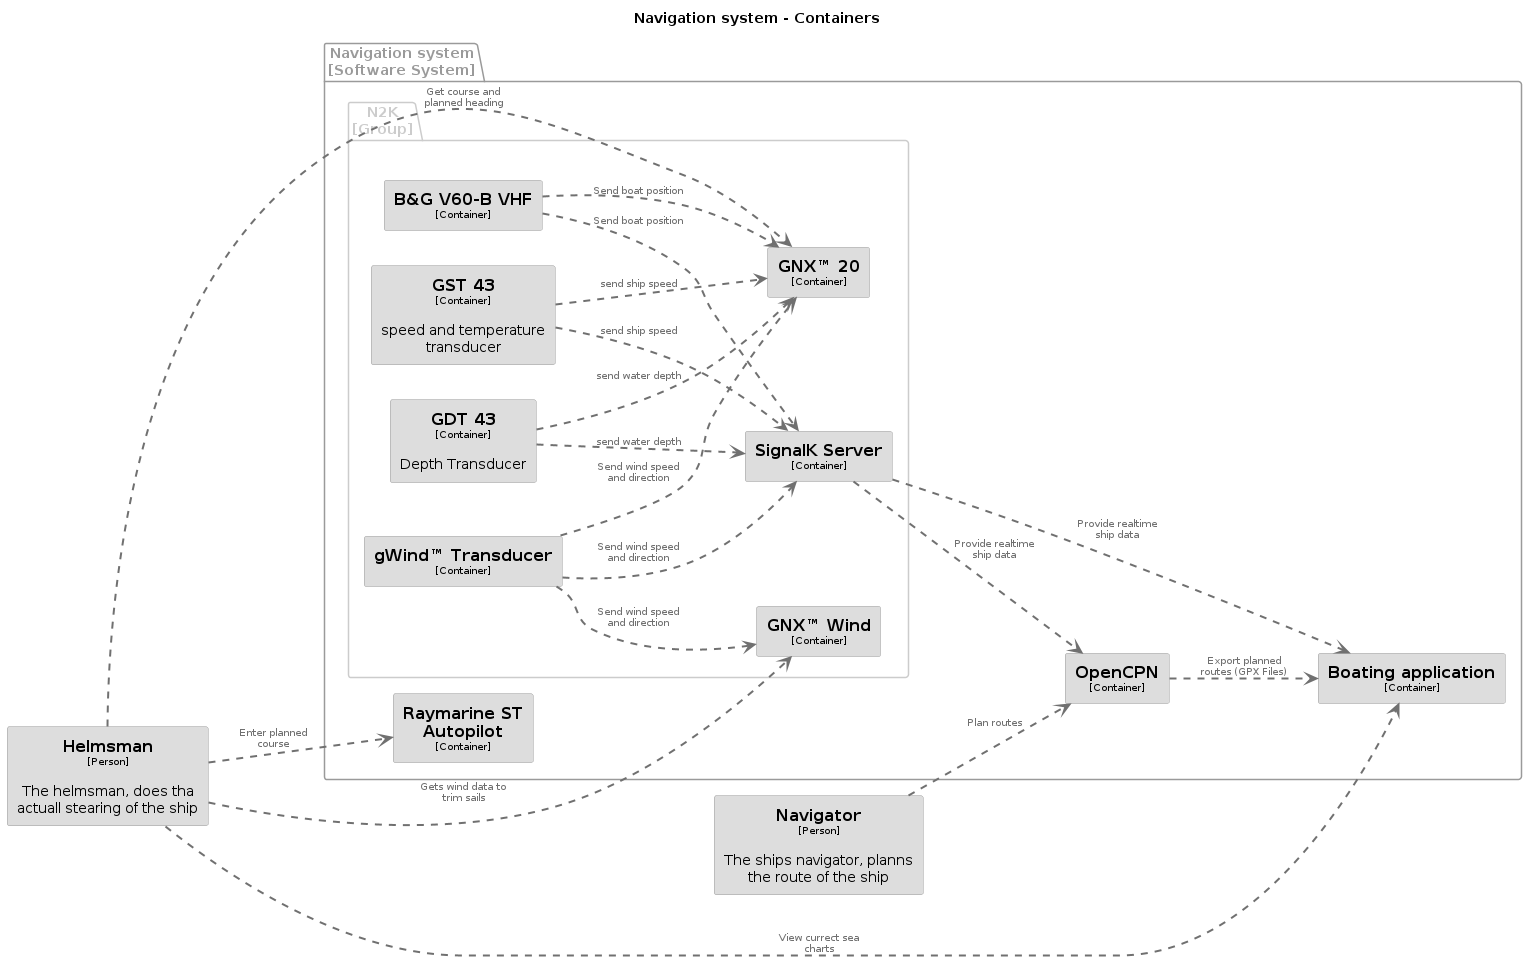 Navigation system - Containers
Navigation system
[Software System]
Get course and
planned heading
N2K
[Group]
B&G V60-B VHF
[Container]
Send boat position
Send boat position
GNX™ 20
[Container]
GST 43
[Container]
speed and temperature
transducer
send ship speed
send ship speed
send water depth
GDT 43
[Container]
Depth Transducer
send water depth
SignalK Server
[Container]
Send wind speed
and direction
gWind™ Transducer
[Container]
Send wind speed
and direction
Send wind speed
and direction
Provide realtime
ship data
Provide realtime
ship data
GNX™ Wind
[Container]
OpenCPN
[Container]
Export planned
routes (GPX Files)
Boating application
[Container]
Raymarine ST
Autopilot
[Container]
Plan routes
Enter planned
course
Helmsman
[Person]
The helmsman, does tha
actuall stearing of the ship
Gets wind data to
trim sails
Navigator
[Person]
The ships navigator, planns
the route of the ship
View currect sea
charts